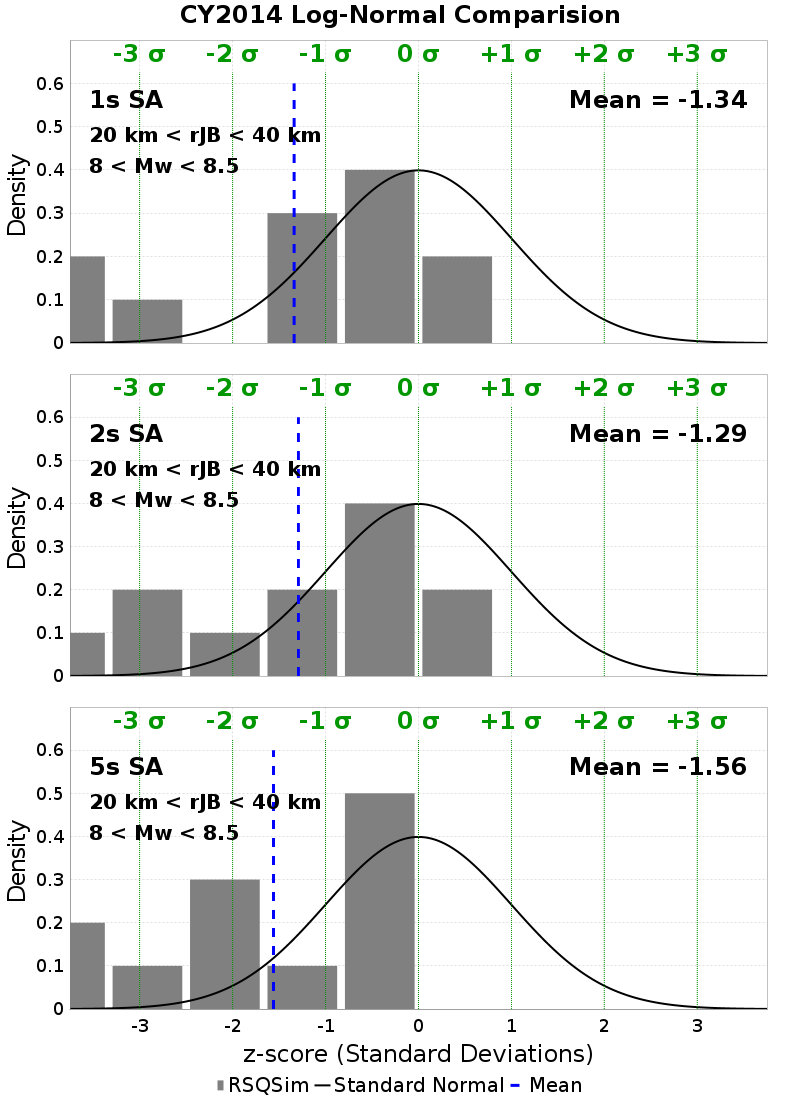 CY2014 Log-Normal Comparision
-3 σ -2 σ -1 σ 0 σ +1 σ +2 σ +3 σ
0.6
1s SA Mean = -1.34
0.5
20 km < rJB < 40 km
8 < Mw < 8.5
0.4
0.3
0.2
0.1
0
Density
-3 σ -2 σ -1 σ 0 σ +1 σ +2 σ +3 σ
0.6
2s SA Mean = -1.29
0.5
20 km < rJB < 40 km
8 < Mw < 8.5
0.4
0.3
0.2
0.1
0
Density
-3 σ -2 σ -1 σ 0 σ +1 σ +2 σ +3 σ
0.6
5s SA Mean = -1.56
0.5
20 km < rJB < 40 km
8 < Mw < 8.5
0.4
0.3
0.2
0.1
0
Density
-3 -2 -1 0 1 2 3
z-score (Standard Deviations)
RSQSim Standard Normal Mean